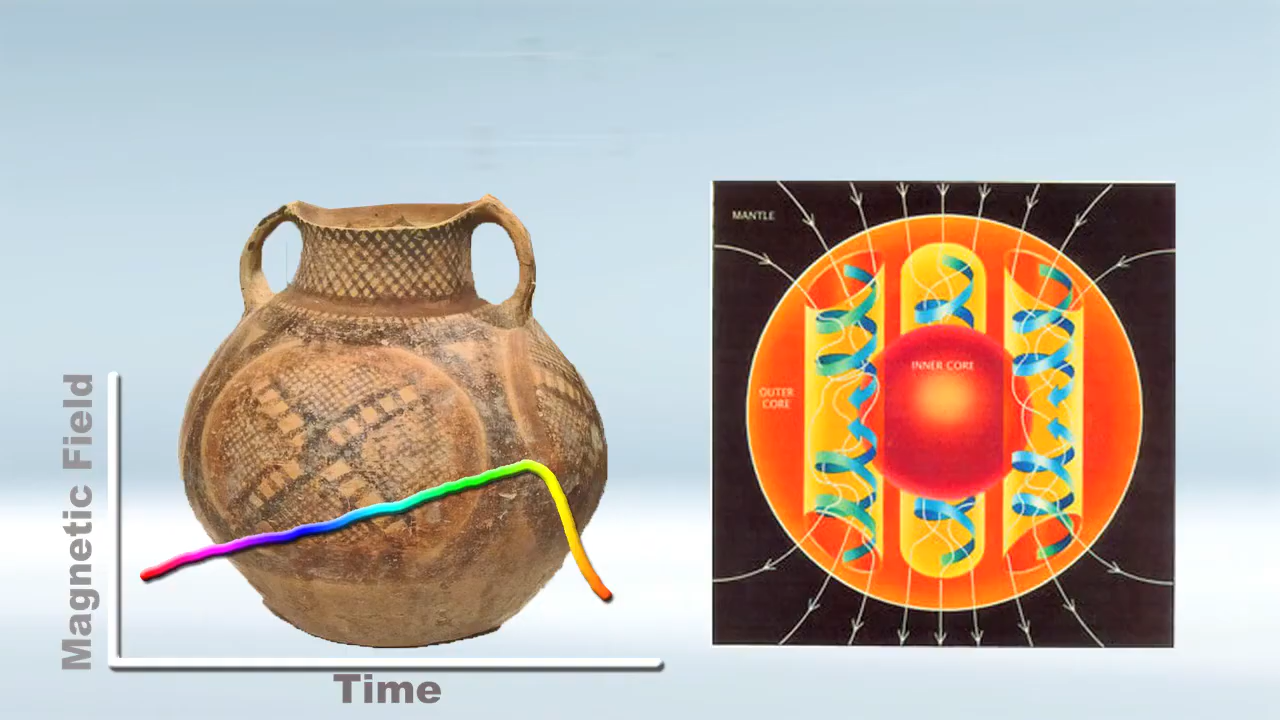 Magnetic Field
Time
MANTLE
INNER CORE
OUTER
CORE